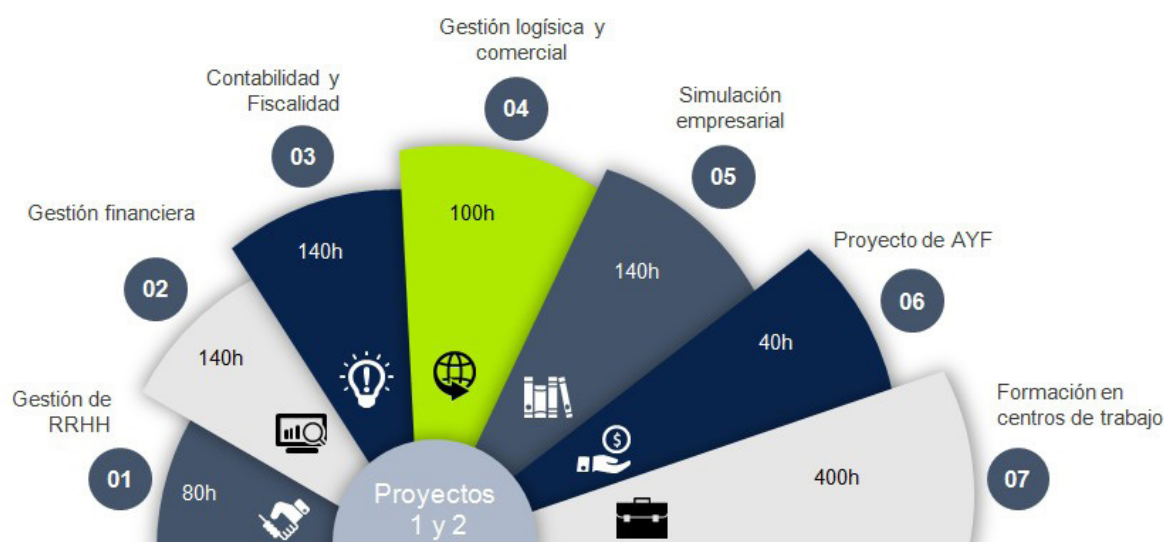 Gestión de
RRHH
01
80h
Gestión financiera
02
140h
Contabilidad y
Fiscalidad
03
140h
Gestión logísica y
comercial
04
100h
Simulación
empresarial
05
140h
Proyecto de AYF
06
40h
Formación en
centros de trabajo
07
400h
Proyectos
1 y 2